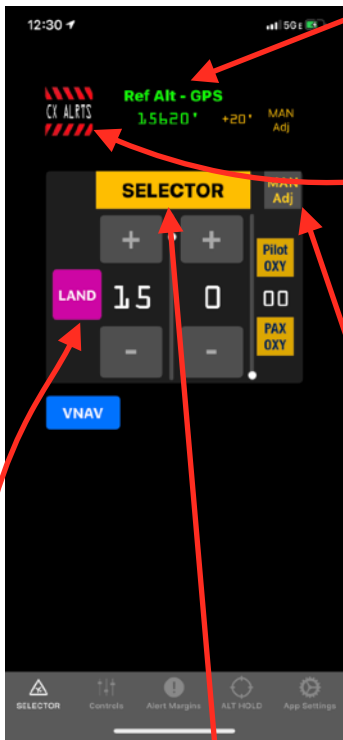 12:30
5G E
Ref Alt - GPS
CX ALRTS
15620'
+20'
MAN
Adj
SELECTOR
MAN
Adj
+
+
Pilot
OXY
LAND
15
0
00
PAX
OXY
-
-
VNAV
SELECTOR
Controls
Alert Margins
ALT HOLD
App Settings